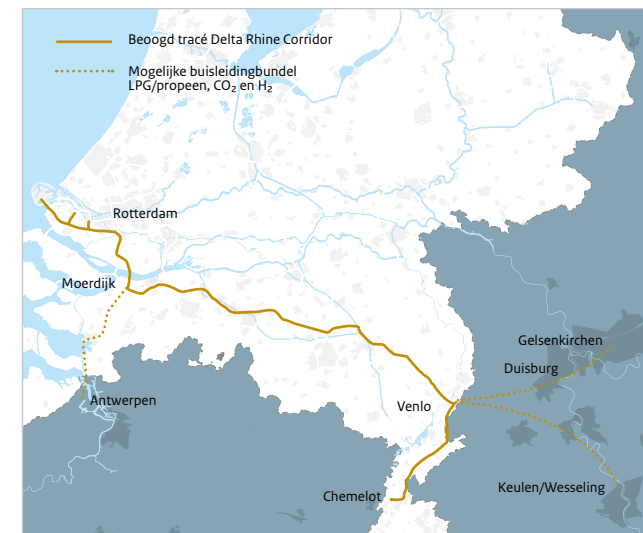 Beoogd tracé Delta Rhine Corridor
Mogelijke buisleidingbundel
LPG/propeen, CO₂ en H₂
Rotterdam
Moerdijk
Gelsenkirchen
Duisburg
Antwerpen
Venlo
Keulen/Wesseling
Chemelot